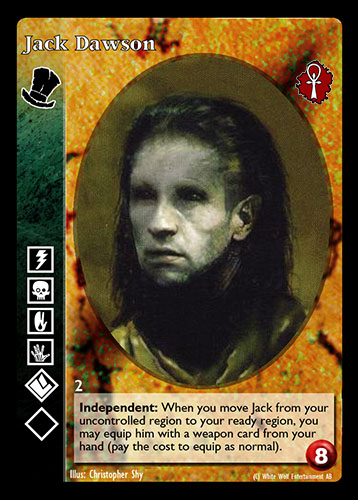 Jack Dawson
2
Independent: When you move Jack from your
uncontrolled region to your ready region, you
may equip him with a weapon card from your
hand (pay the cost to equip as normal).
8
Illus: Christopher Shy
(C) White Wolf Entertainment AB